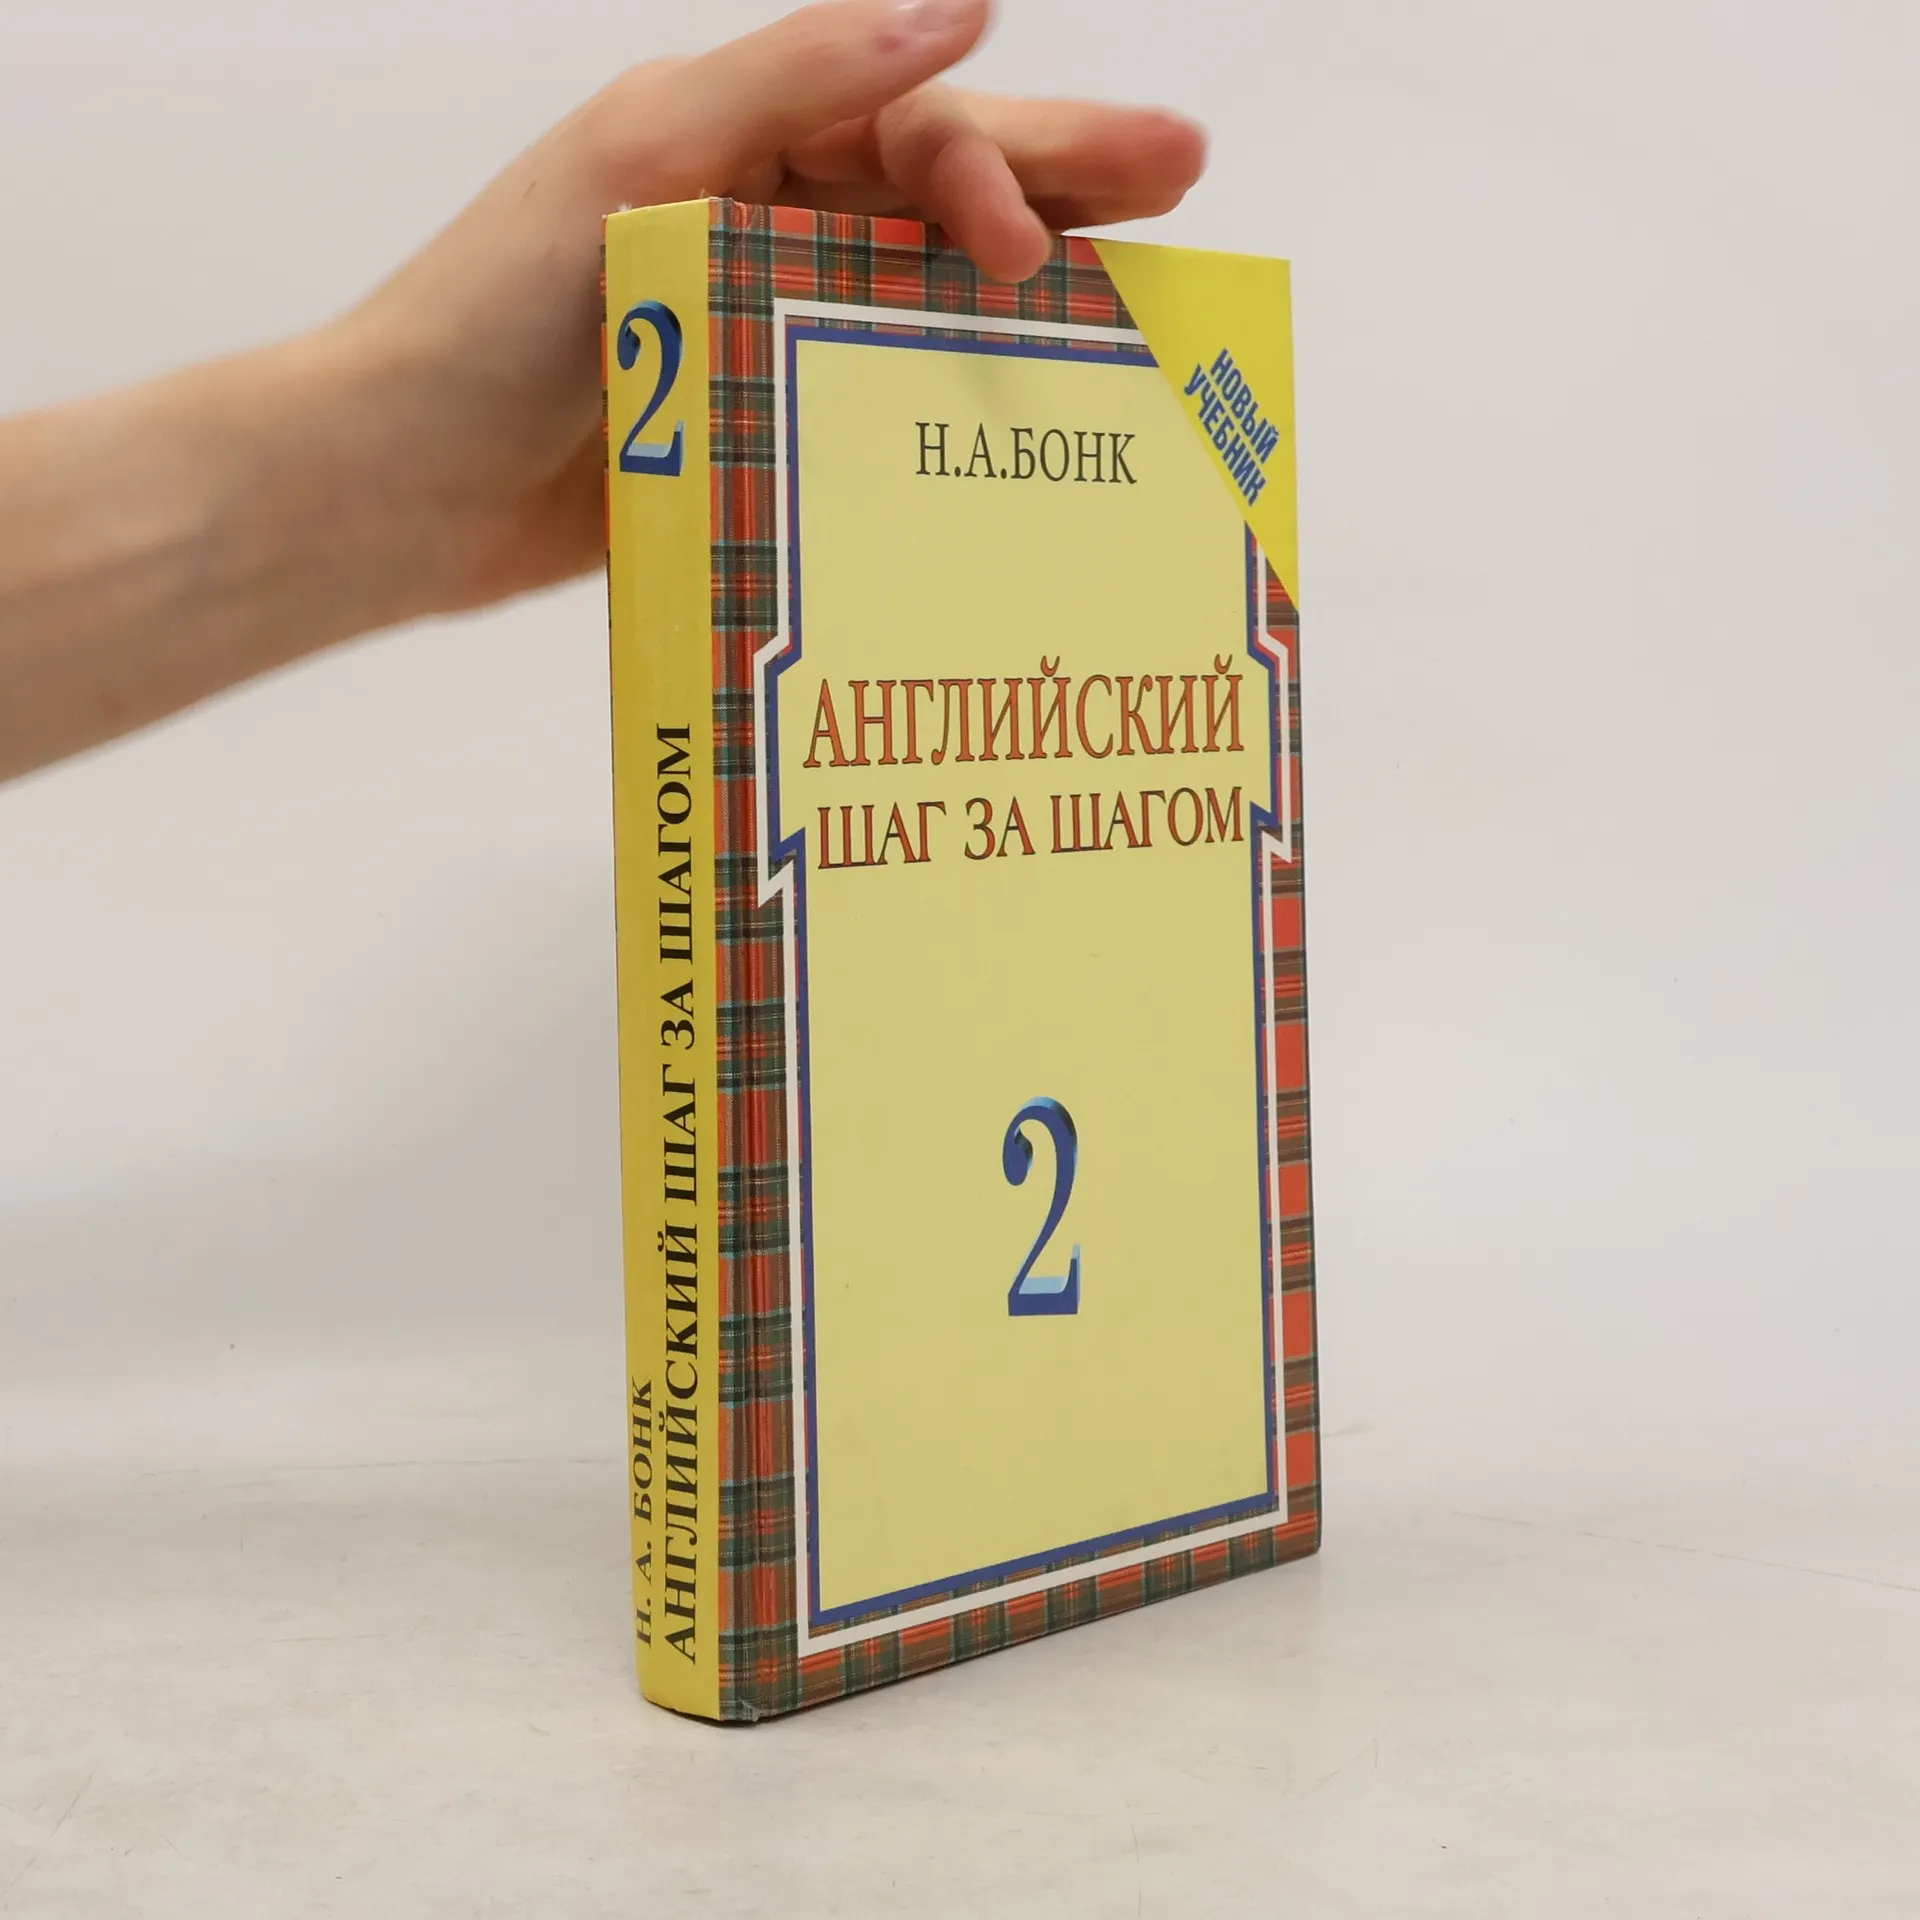 2
Н. А. БОНК
АНГЛИЙСКИЙ ШАГ ЗА ШАГОМ
Н.А.БОНК
НОВЫЙ
УЧЕБНИК
АНГЛИЙСКИЙ
ШАГ ЗА ШАГОМ
2